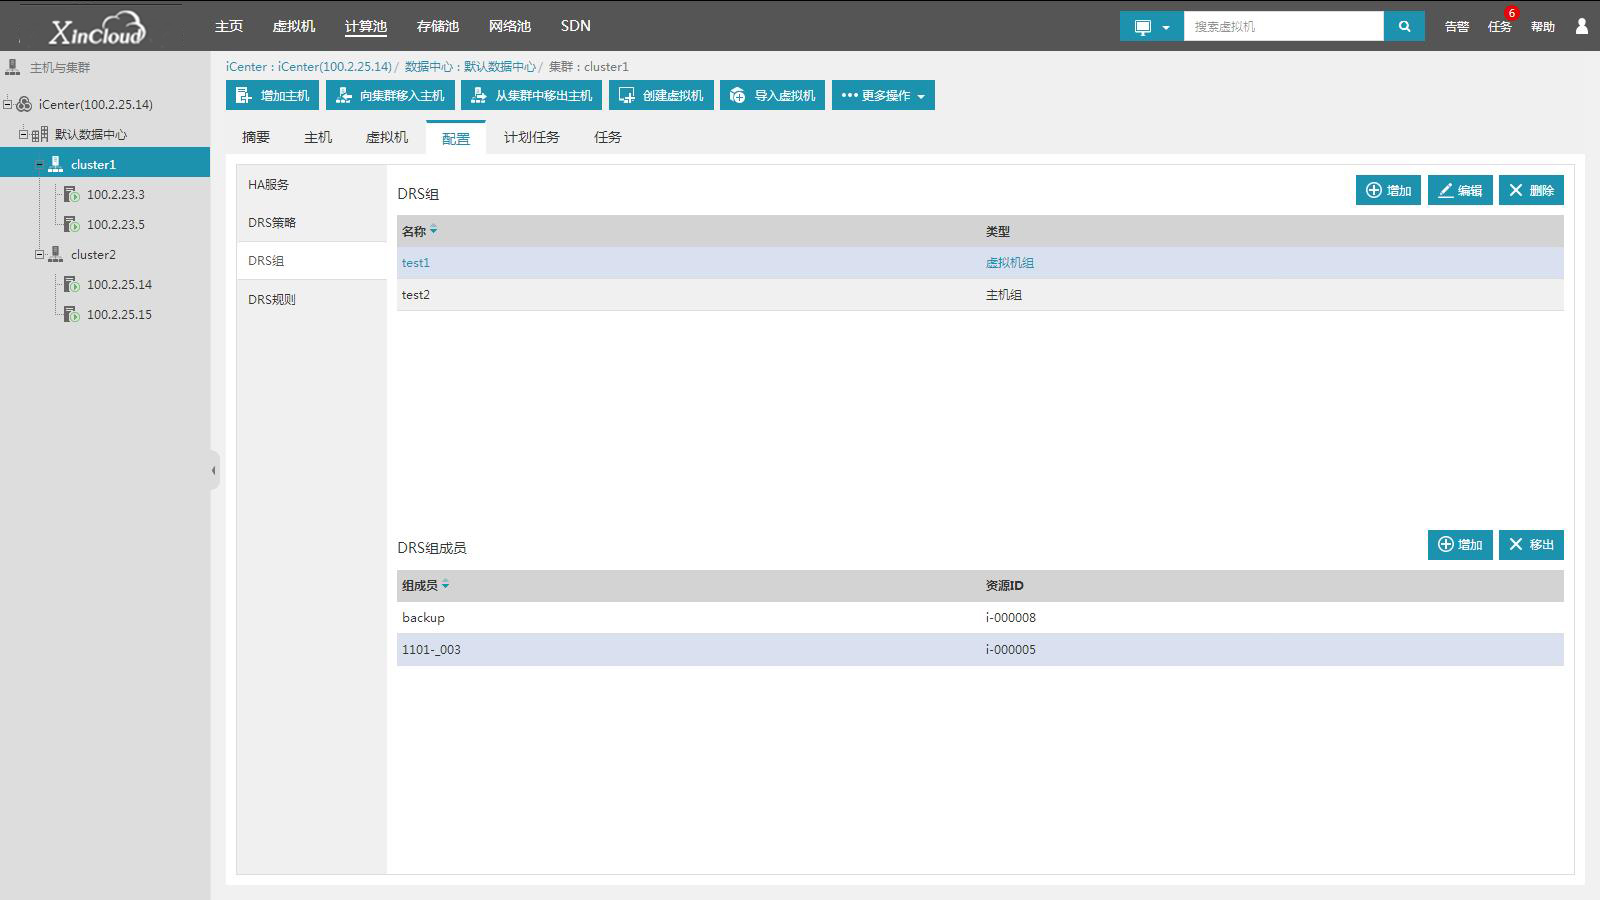 XinCloud
主页 虚拟机 计算池 存储池 网络池 SDN
搜索虚拟机
告警 任务 6 帮助
主机与集群
iCenter(100.2.25.14)
默认数据中心
cluster1
100.2.23.3
100.2.23.5
cluster2
100.2.25.14
100.2.25.15
iCenter : iCenter(100.2.25.14) / 数据中心 : 默认数据中心 / 集群 : cluster1
增加主机 向集群移入主机 从集群中移出主机 创建虚拟机 导入虚拟机 ••• 更多操作
摘要 主机 虚拟机 配置 计划任务 任务
HA服务
DRS策略
DRS组
DRS规则
DRS组 增加 编辑 删除
名称 类型
test1 虚拟机组
test2 主机组
DRS组成员 增加 移出
组成员 资源ID
backup i-000008
1101-_003 i-000005